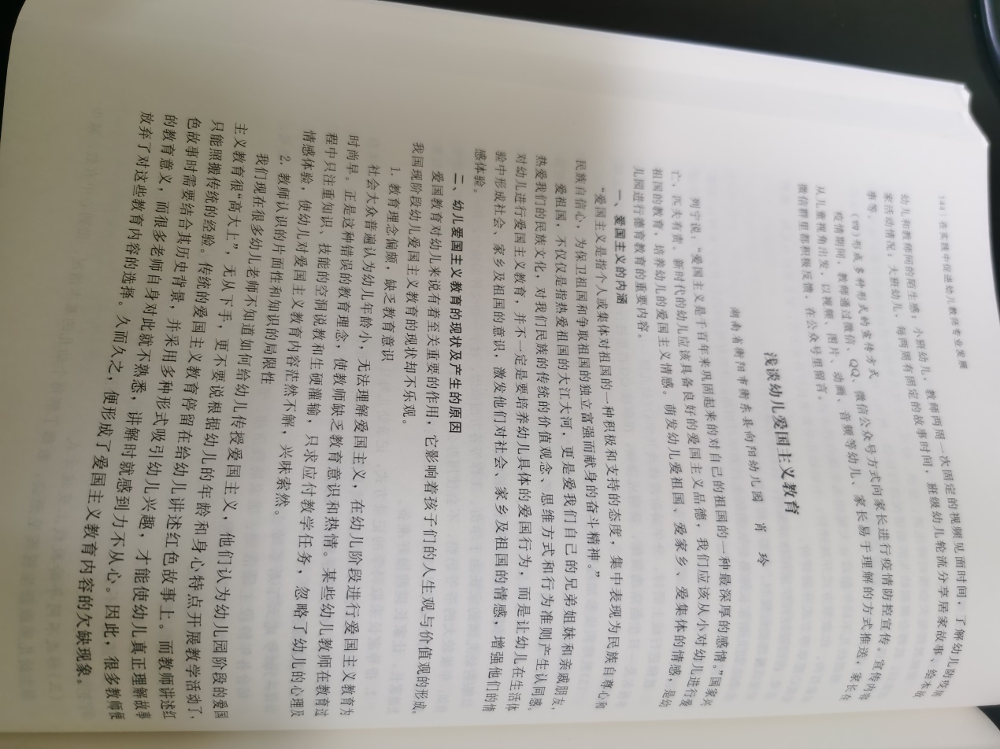 144 | 在实践中促进幼儿教师专业发展
幼儿和教师间的陌生感；小班幼儿，教师两周一次固定的视频见面时间，了解幼儿防疫居
家活动情况；大班幼儿，每两周有固定的故事时间，班级幼儿轮流分享居家故事、绘本故
事等。
（四）形成多种形式的宣传方式
疫情期间，教师通过微信、QQ、微信公众号方式向家长进行疫情防控宣传。宣传内容
从儿童视角出发，以视频、图片、动画、音频等幼儿、家长易于理解的方式推送，家长在
微信群里都积极反馈，在公众号里留言。
浅谈幼儿爱国主义教育
湖南省衡阳市衡东县向阳幼儿园 肖 玲
列宁说：“爱国主义是千百年来巩固起来的对自己的祖国的一种最深厚的感情。”国家兴
亡，匹夫有责。新时代的幼儿应该具备良好的爱国主义品德，我们应该从小对幼儿进行爱
祖国的教育，培养幼儿的爱国主义情感。萌发幼儿爱祖国、爱家乡、爱集体的情感，是幼
儿园进行德育教育的重要内容。
一、爱国主义的内涵
“爱国主义是指个人或集体对祖国的一种积极和支持的态度，集中表现为民族自尊心和
民族自信心，为保卫祖国和争取祖国的独立富强而献身的奋斗精神。”
爱祖国，不仅仅是指热爱祖国的大江大河，更是爱我们自己的兄弟姐妹和亲戚朋友，
热爱我们的民族文化，对我们民族的传统的价值观念、思维方式和行为准则产生认同感。
对幼儿进行爱国主义教育，并不一定是要培养幼儿具体的爱国行为，而是让幼儿在生活体
验中形成社会、家乡及祖国的意识，激发他们对社会、家乡及祖国的情感，增强他们的情
感体验。
二、幼儿爱国主义教育的现状及产生的原因
爱国教育对幼儿来说有着至关重要的作用，它影响着孩子们的人生观与价值观的形成。
我国现阶段幼儿爱国主义教育的现状却不乐观。
1. 教育理念偏颇，缺乏教育意识
社会大众普遍认为幼儿年龄小，无法理解爱国主义，在幼儿阶段进行爱国主义教育为
时尚早。正是这种错误的教育理念，使教师缺乏教育意识和热情。某些幼儿教师在教育过
程中只注重知识、技能的空洞说教和生硬灌输，只求应付教学任务，忽略了幼儿的心理及
情感体验，使幼儿对爱国主义教育内容茫然不解，兴味索然。
2. 教师认识的片面性和知识的局限性
我们现在很多幼儿老师不知道如何给幼儿传授爱国主义，他们认为幼儿园阶段的爱国
主义教育很“高大上”，无从下手，更不要说根据幼儿的年龄和身心特点开展教学活动了，
只能照搬传统的经验。传统的爱国主义教育停留在给幼儿讲述红色故事上。而教师讲述红
色故事时需要结合其历史背景，并采用多种形式吸引幼儿兴趣，才能使幼儿真正理解故事
的教育意义，而很多老师自身对此就不熟悉，讲解时就感到力不从心。因此，很多教师便
放弃了对这些教育内容的选择。久而久之，便形成了爱国主义教育内容的欠缺现象。